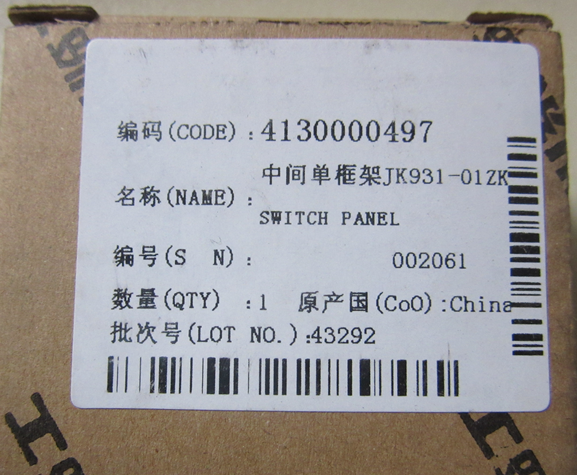 编码(CODE) : 4130000497
中间单框架JK931-01ZK
名称(NAME) :
SWITCH PANEL
编号(S N) : 002061
数量(QTY) :1 原产国(CoO):China
批次号(LOT NO.):43292